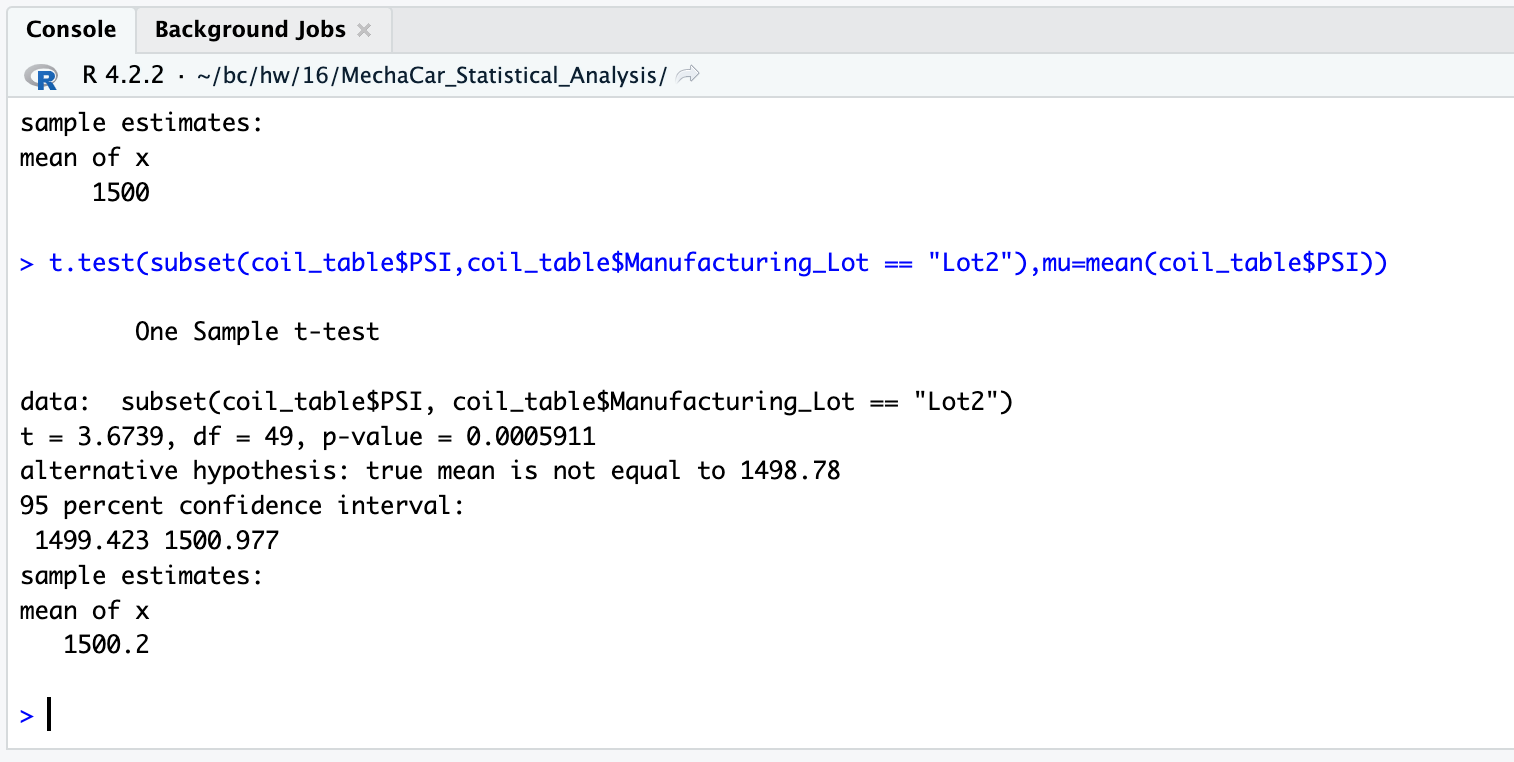 Console Background Jobs ×
R R 4.2.2 · ~/bc/hw/16/MechaCar_Statistical_Analysis/
sample estimates:
mean of x
     1500
> t.test(subset(coil_table$PSI,coil_table$Manufacturing_Lot == "Lot2"),mu=mean(coil_table$PSI))
        One Sample t-test
data:  subset(coil_table$PSI, coil_table$Manufacturing_Lot == "Lot2")
t = 3.6739, df = 49, p-value = 0.0005911
alternative hypothesis: true mean is not equal to 1498.78
95 percent confidence interval:
 1499.423 1500.977
sample estimates:
mean of x
   1500.2
>